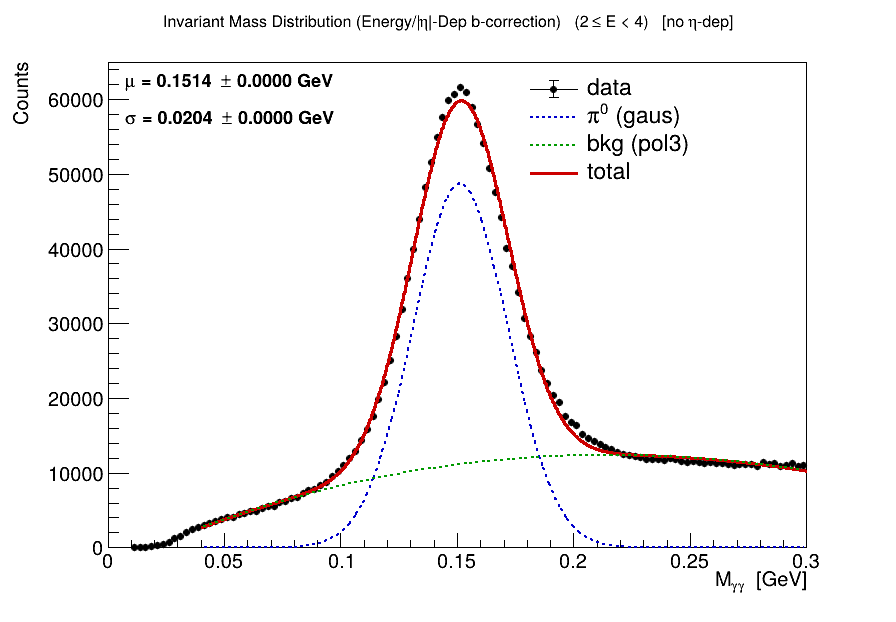 Invariant Mass Distribution (Energy/|η|-Dep b-correction) (2 ≤ E < 4) [no η-dep]
Counts
μ = 0.1514 ± 0.0000 GeV
σ = 0.0204 ± 0.0000 GeV
data
π⁰ (gaus)
bkg (pol3)
total
60000
50000
40000
30000
20000
10000
0
0 0.05 0.1 0.15 0.2 0.25 0.3
M_γγ [GeV]